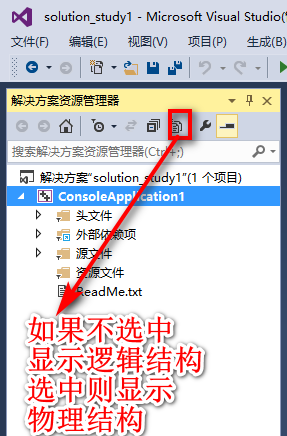 solution_study1 - Microsoft Visual Studio("
文件(F) 编辑(E) 视图(V) 项目(P) 生成(B)
解决方案资源管理器
搜索解决方案资源管理器(Ctrl+;)
解决方案"solution_study1"(1 个项目)
ConsoleApplication1
头文件
外部依赖项
源文件
资源文件
ReadMe.txt
如果不选中
显示逻辑结构
选中则显示
物理结构